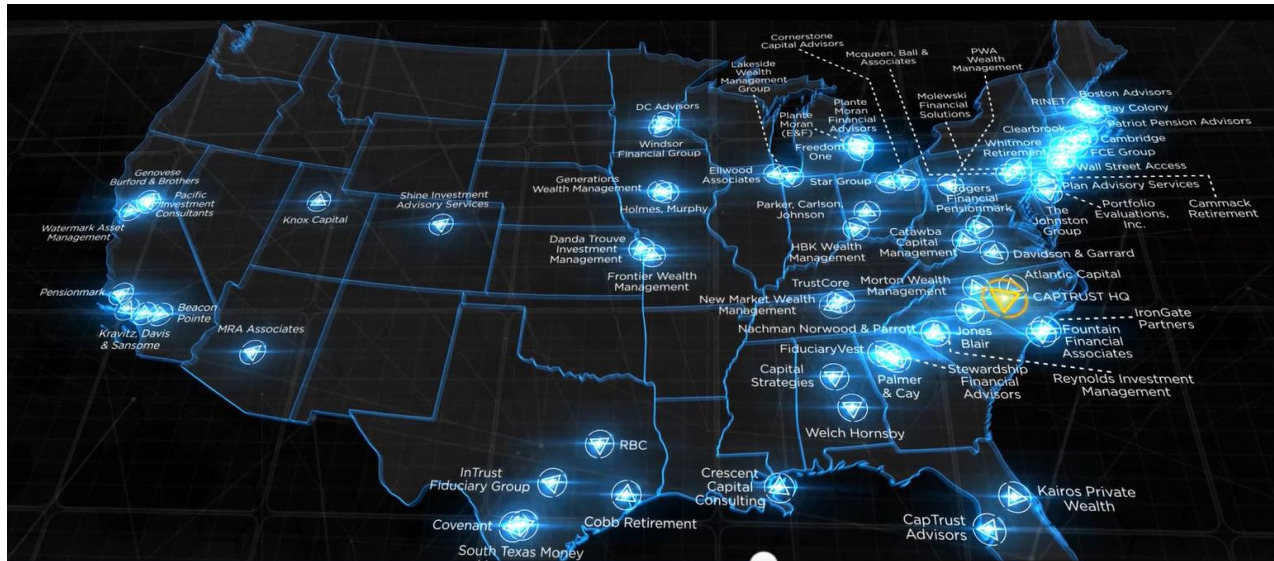 Cornerstone
Capital Advisors
Mcqueen, Ball &
Associates
PWA
Wealth
Management
Lakeside
Wealth
Management
Group
Molewski
Financial
Solutions
Plante
Moran
(E&F)
Plante
Moran
Financial
Advisors
Freedom
One
DC Advisors
Windsor
Financial Group
RINET
Boston Advisors
Bay Colony
Patriot Pension Advisors
Clearbrook
Cambridge
Whitmore
Retirement
FCE Group
Wall Street Access
Plan Advisory Services
Portfolio
Evaluations,
Inc.
Cammack
Retirement
The
Johnston
Group
Genovese
Burford & Brothers
Pacific
Investment
Consultants
Watermark Asset
Management
Knox Capital
Shine Investment
Advisory Services
Generations
Wealth Management
Holmes, Murphy
Ellwood
Associates
Star Group
Rogers
Financial
Pensionmark
Parker, Carlson,
Johnson
HBK Wealth
Management
Catawba
Capital
Management
Davidson & Garrard
Danda Trouve
Investment
Management
Frontier Wealth
Management
Pensionmark
Beacon
Pointe
Kravitz, Davis
& Sansome
MRA Associates
TrustCore
Morton Wealth
Management
Atlantic Capital
CAPTRUST HQ
New Market Wealth
Management
IronGate
Partners
Nachman Norwood & Parrott
Jones
Blair
Fountain
Financial
Associates
FiduciaryVest
Capital
Strategies
Palmer
& Cay
Stewardship
Financial
Advisors
Reynolds Investment
Management
Welch Hornsby
RBC
InTrust
Fiduciary Group
Crescent
Capital
Consulting
Kairos Private
Wealth
Covenant
Cobb Retirement
CapTrust
Advisors
South Texas Money